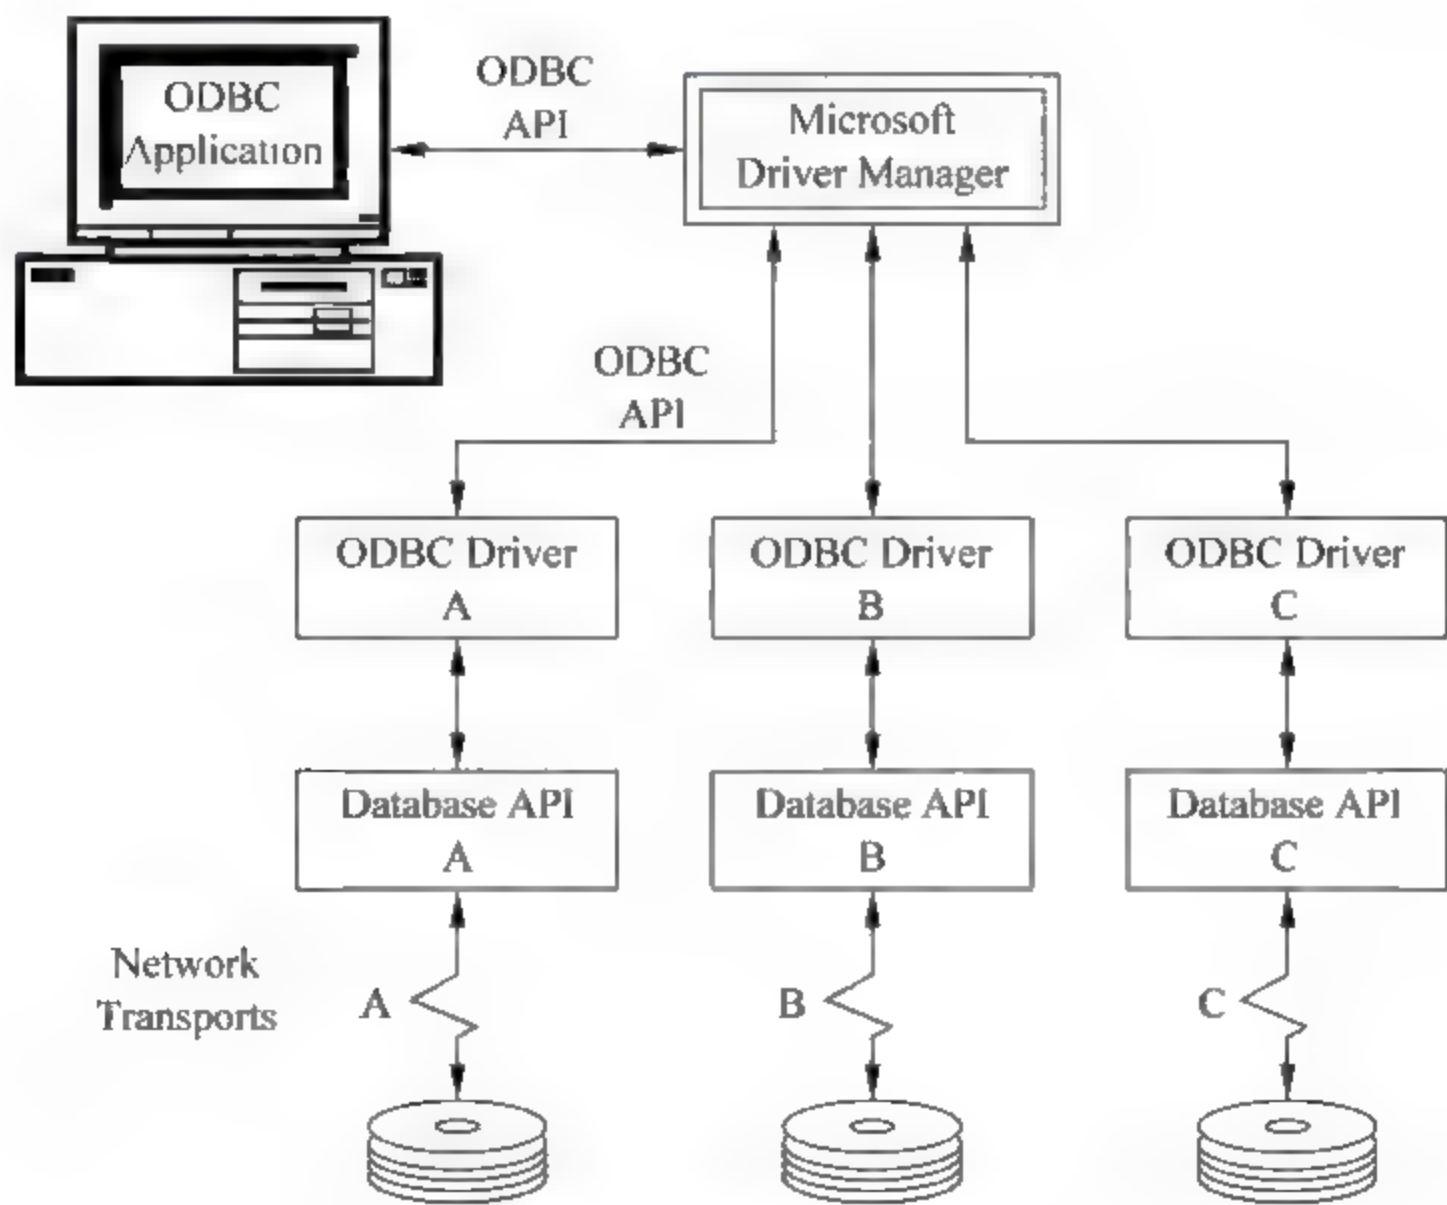 ODBC
Application
ODBC
API
Microsoft
Driver Manager
ODBC
API
ODBC Driver
A
ODBC Driver
B
ODBC Driver
C
Database API
A
Database API
B
Database API
C
Network
Transports
A
B
C